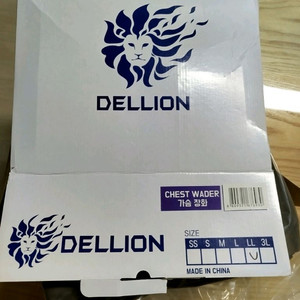 DELLION
CHEST WADER
가슴 장화
DELLION
SIZE
SS S M L LL 3L
MADE IN CHINA